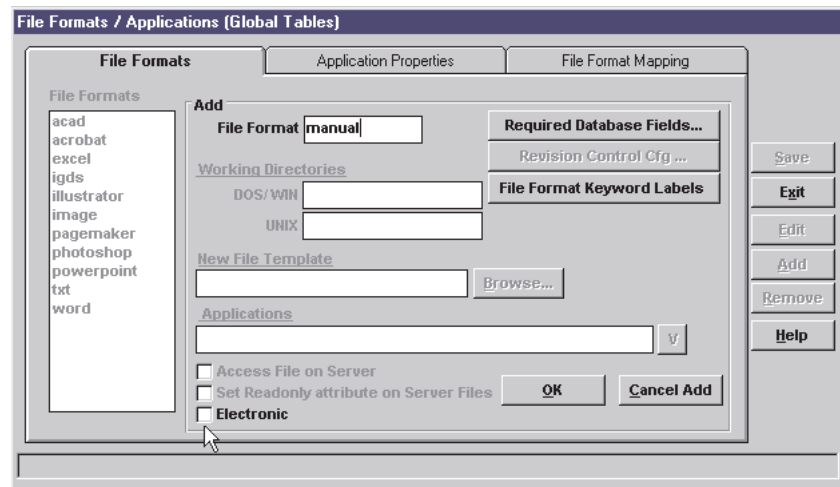 File Formats / Applications (Global Tables)
File Formats
Application Properties
File Format Mapping
File Formats
acad
acrobat
excel
igds
illustrator
image
pagemaker
photoshop
powerpoint
txt
word
Add
File Format manual
Required Database Fields...
Revision Control Cfg ...
File Format Keyword Labels
Working Directories
DOS/WIN
UNIX
New File Template
Browse...
Applications
V
Access File on Server
Set Readonly attribute on Server Files
Electronic
OK
Cancel Add
Save
Exit
Edit
Add
Remove
Help